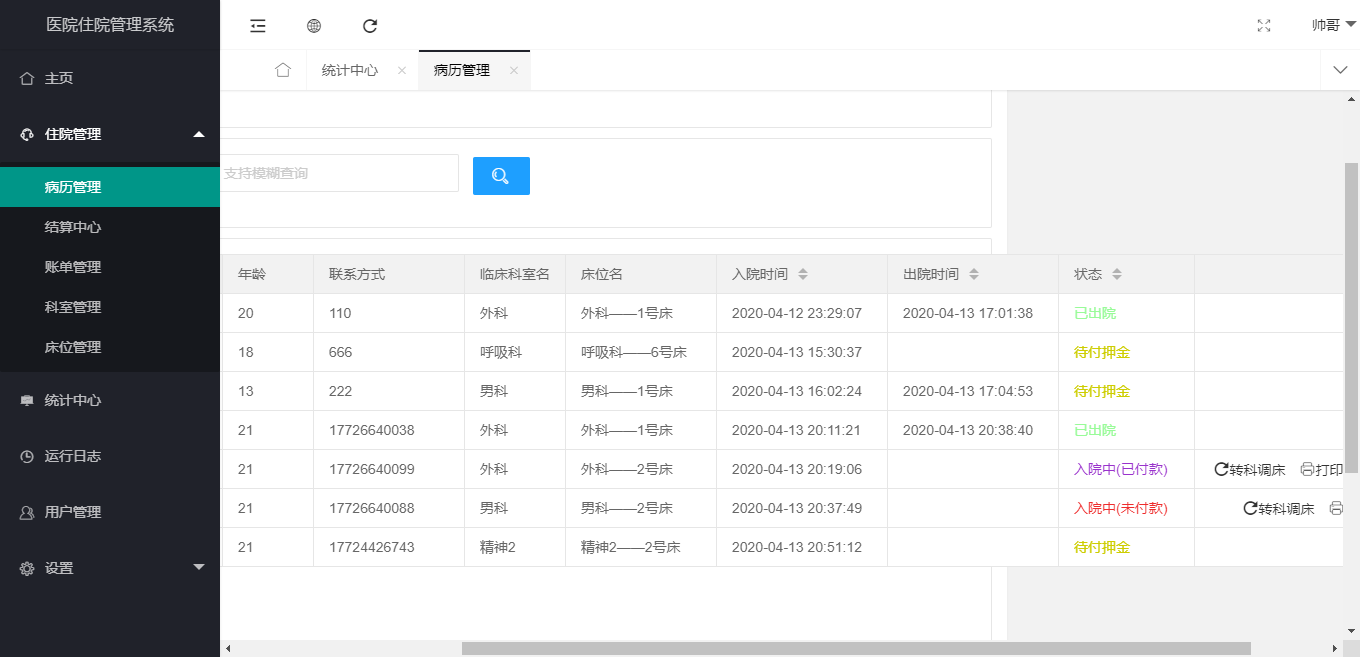 医院住院管理系统
帅哥
主页
统计中心
病历管理
住院管理
病历管理
结算中心
账单管理
科室管理
床位管理
统计中心
运行日志
用户管理
设置
支持模糊查询
年龄 联系方式 临床科室名 床位名 入院时间 出院时间 状态
20 110 外科 外科——1号床 2020-04-12 23:29:07 2020-04-13 17:01:38 已出院
18 666 呼吸科 呼吸科——6号床 2020-04-13 15:30:37 待付押金
13 222 男科 男科——1号床 2020-04-13 16:02:24 2020-04-13 17:04:53 待付押金
21 17726640038 外科 外科——1号床 2020-04-13 20:11:21 2020-04-13 20:38:40 已出院
21 17726640099 外科 外科——2号床 2020-04-13 20:19:06 入院中(已付款) 转科调床 打印
21 17726640088 男科 男科——2号床 2020-04-13 20:37:49 入院中(未付款) 转科调床
21 17724426743 精神2 精神2——2号床 2020-04-13 20:51:12 待付押金